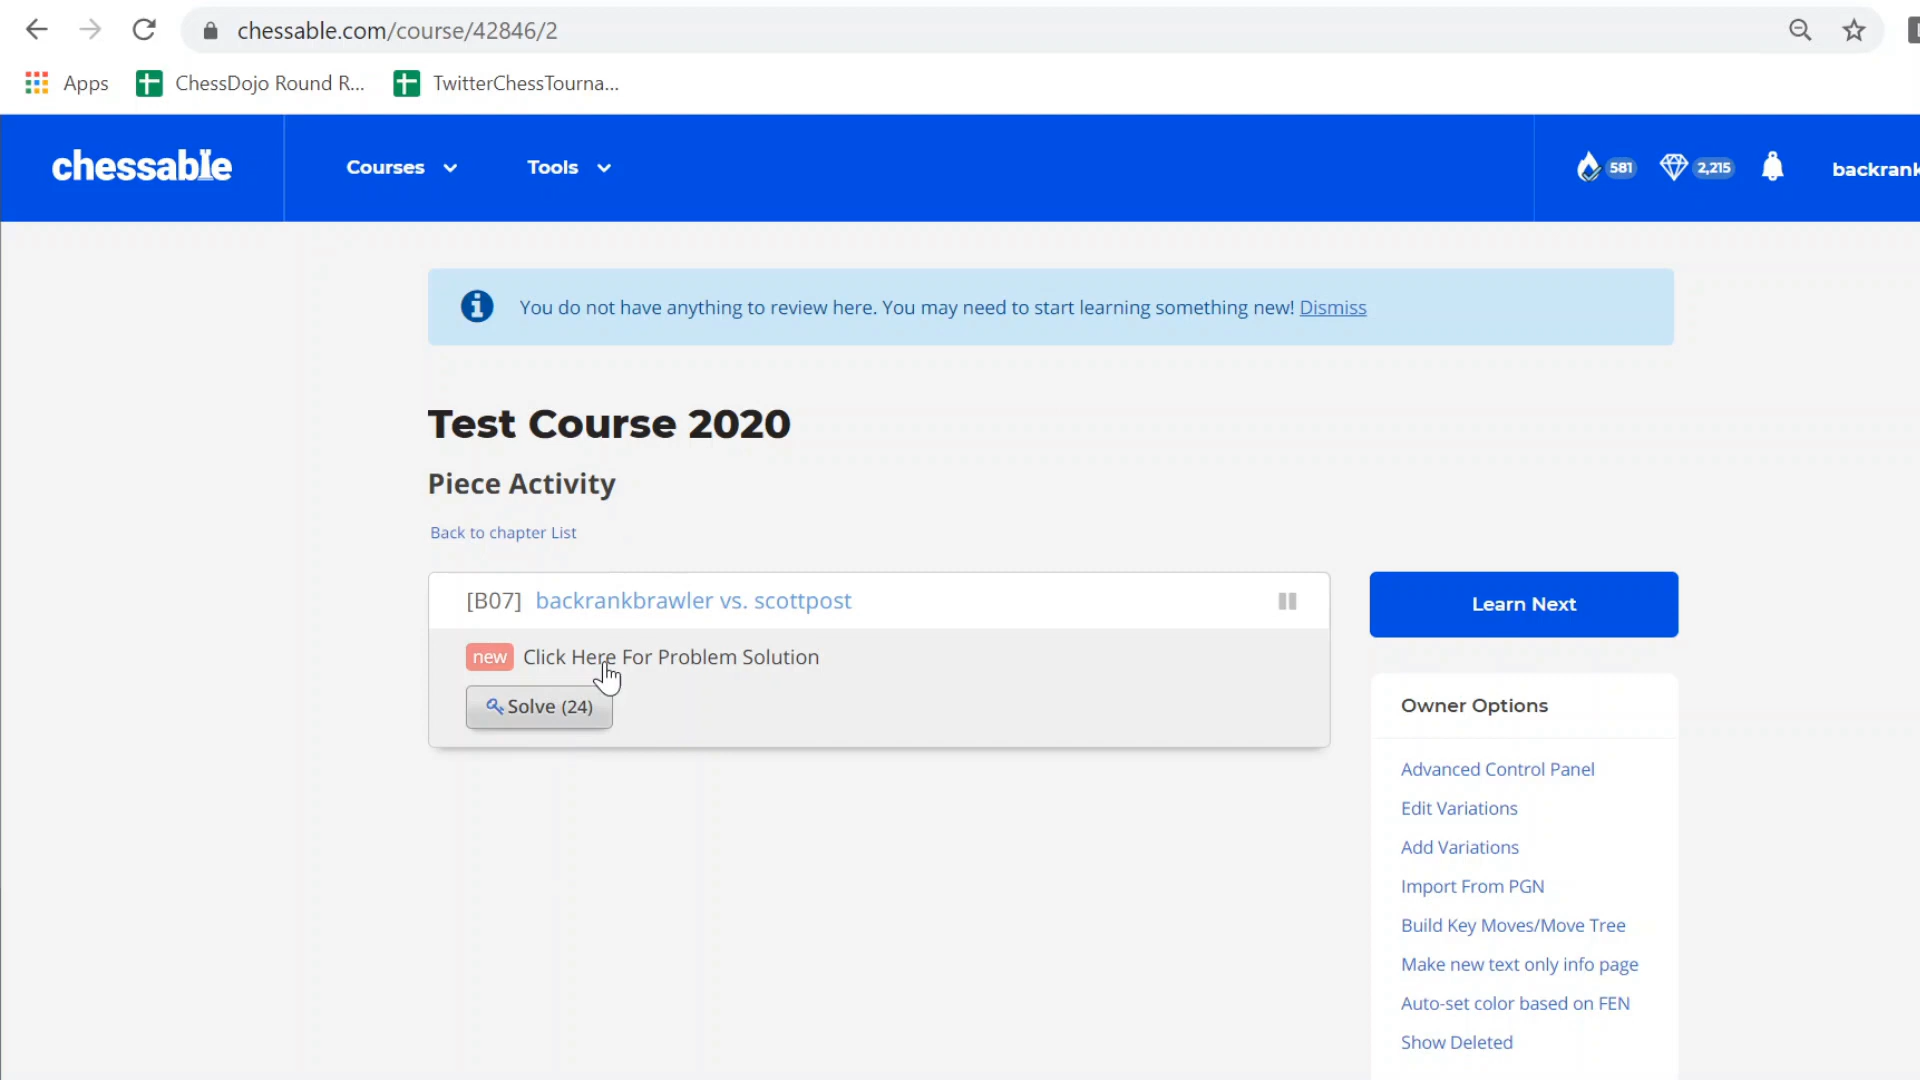 chessable.com/course/42846/2
Apps
ChessDojo Round R...
TwitterChessTourna...
chessable
Courses
Tools
581
2,215
backrank
You do not have anything to review here. You may need to start learning something new! Dismiss
Test Course 2020
Piece Activity
Back to chapter List
[B07] backrankbrawler vs. scottpost
new Click Here For Problem Solution
Solve (24)
Learn Next
Owner Options
Advanced Control Panel
Edit Variations
Add Variations
Import From PGN
Build Key Moves/Move Tree
Make new text only info page
Auto-set color based on FEN
Show Deleted